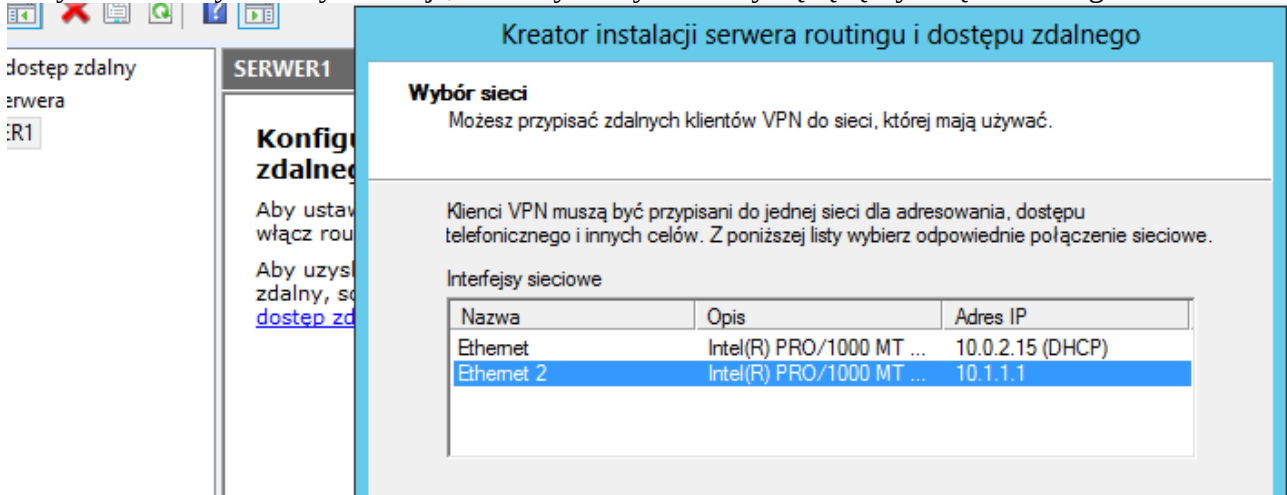 Kreator instalacji serwera routingu i dostępu zdalnego
dostęp zdalny
erwera
ER1
SERWER1
Konfigu
zdalneg
Aby ustaw
włącz rou
Aby uzysk
zdalny, so
dostęp zd
Wybór sieci
Możesz przypisać zdalnych klientów VPN do sieci, której mają używać.
Klienci VPN muszą być przypisani do jednej sieci dla adresowania, dostępu
telefonicznego i innych celów. Z poniższej listy wybierz odpowiednie połączenie sieciowe.
Interfejsy sieciowe
Nazwa Opis Adres IP
Ethernet Intel(R) PRO/1000 MT ... 10.0.2.15 (DHCP)
Ethernet 2 Intel(R) PRO/1000 MT ... 10.1.1.1